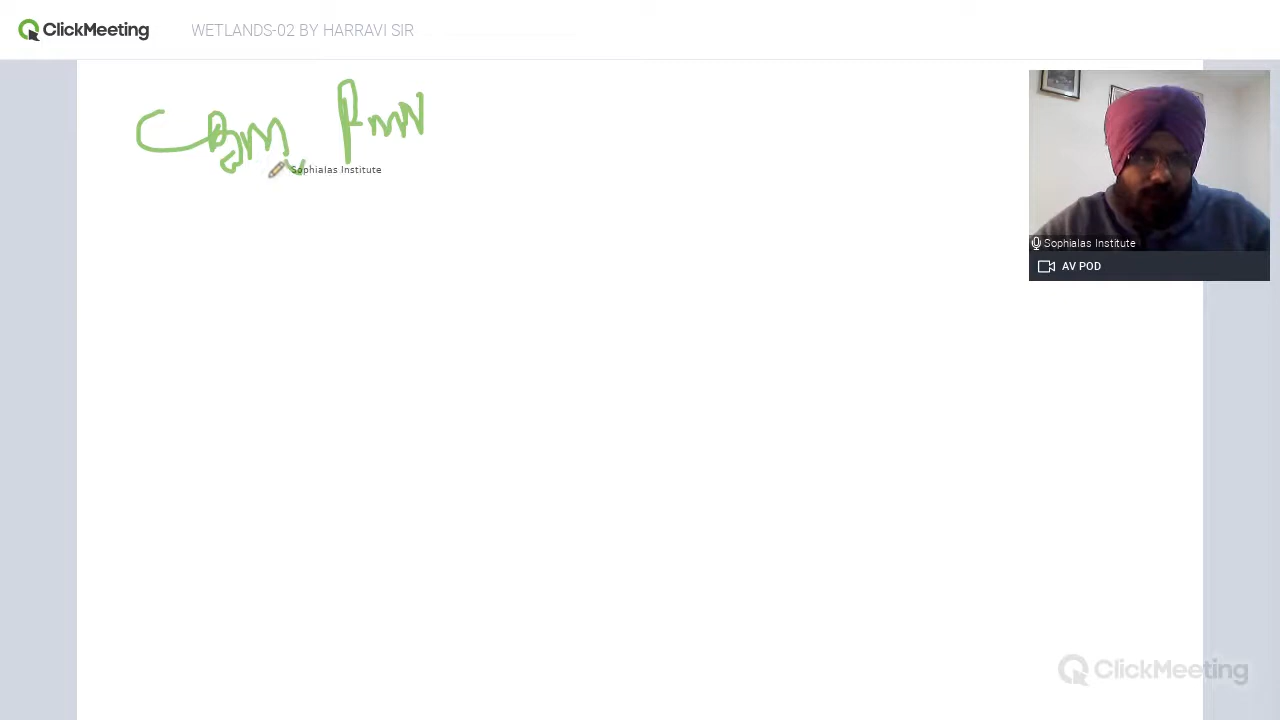 ClickMeeting WETLANDS-02 BY HARRAVI SIR
Sophialas Institute
Sophialas Institute
AV POD
ClickMeeting